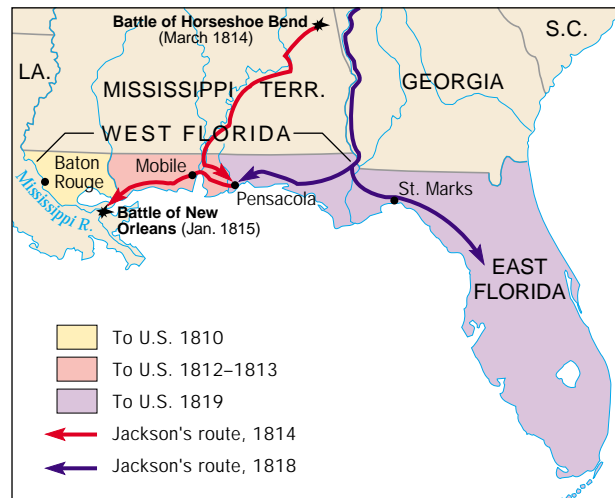 Battle of Horseshoe Bend
(March 1814)
S.C.
LA.
MISSISSIPPI TERR.
GEORGIA
WEST FLORIDA
Baton
Rouge
Mobile
St. Marks
Pensacola
Mississippi R.
Battle of New
Orleans (Jan. 1815)
EAST
FLORIDA
To U.S. 1810
To U.S. 1812–1813
To U.S. 1819
Jackson's route, 1814
Jackson's route, 1818